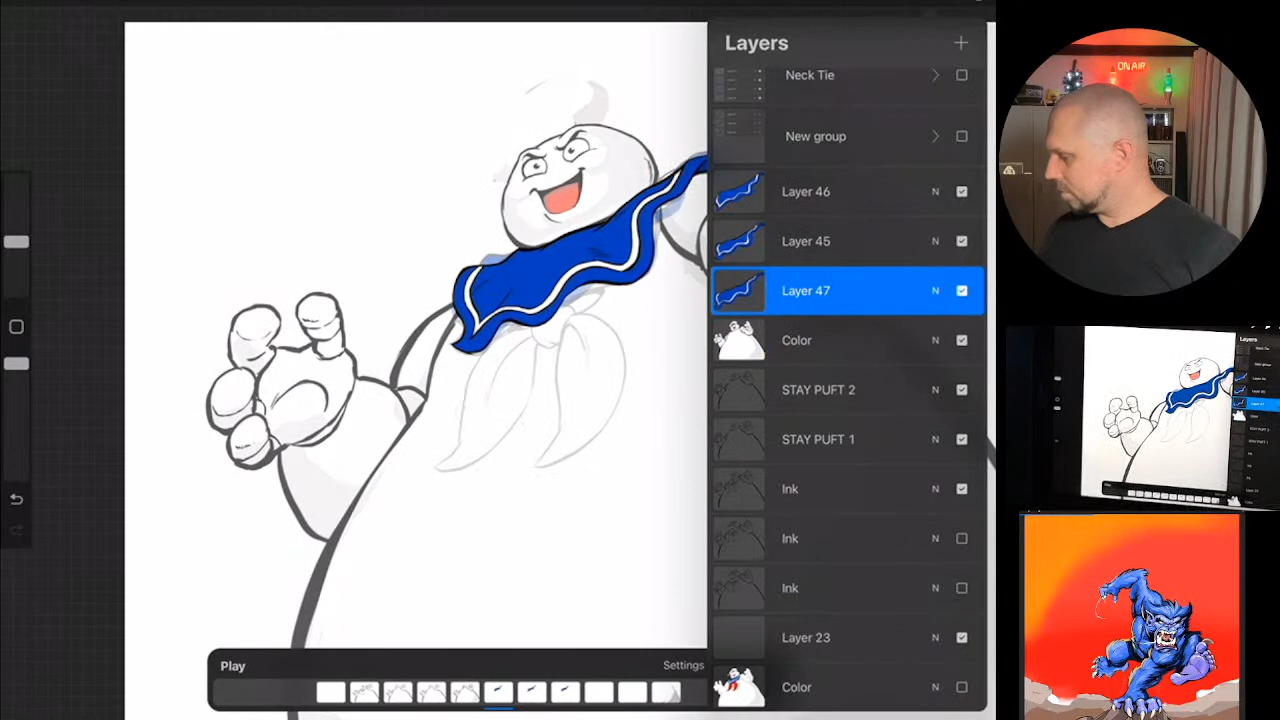 Layers
Neck Tie
New group
Layer 46 N
Layer 45 N
Layer 47 N
Color N
STAY PUFT 2 N
STAY PUFT 1 N
Ink N
Ink N
Ink N
Layer 23 N
Color N
Play
Settings
ON AIR
Layers